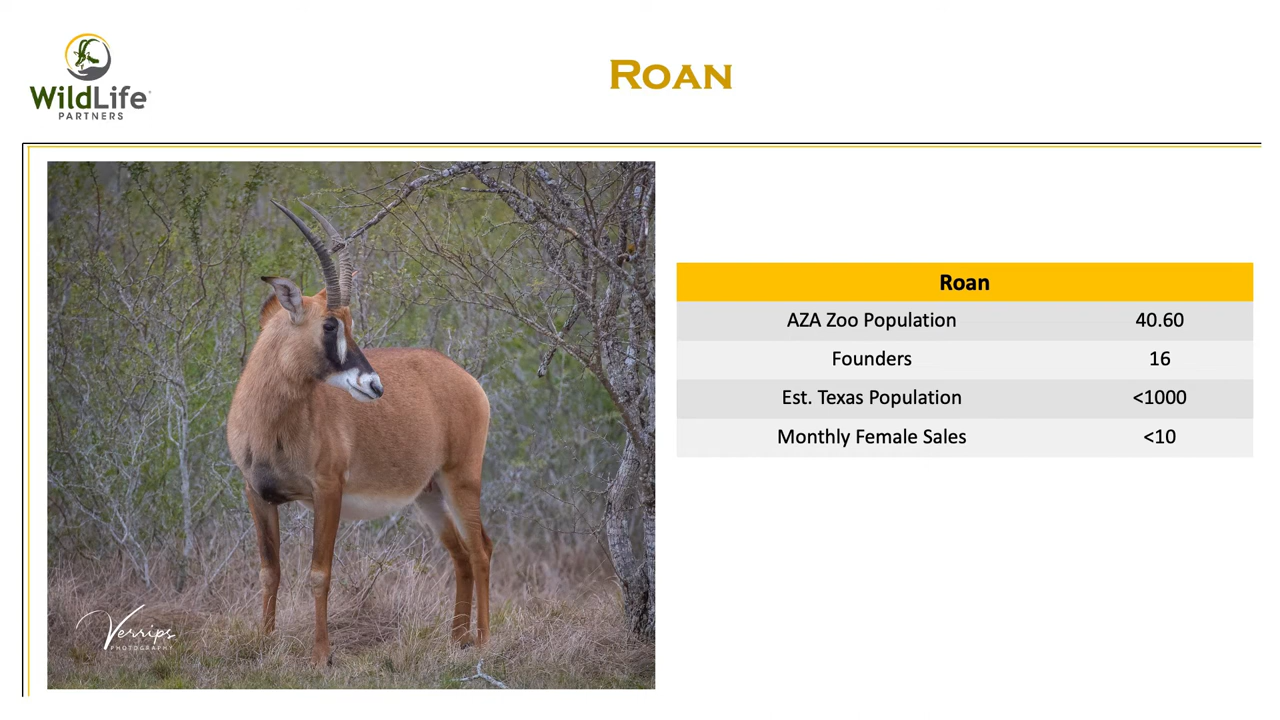 WildLife
PARTNERS
ROAN
Verrips
PHOTOGRAPHY
Roan
AZA Zoo Population 40.60
Founders 16
Est. Texas Population <1000
Monthly Female Sales <10